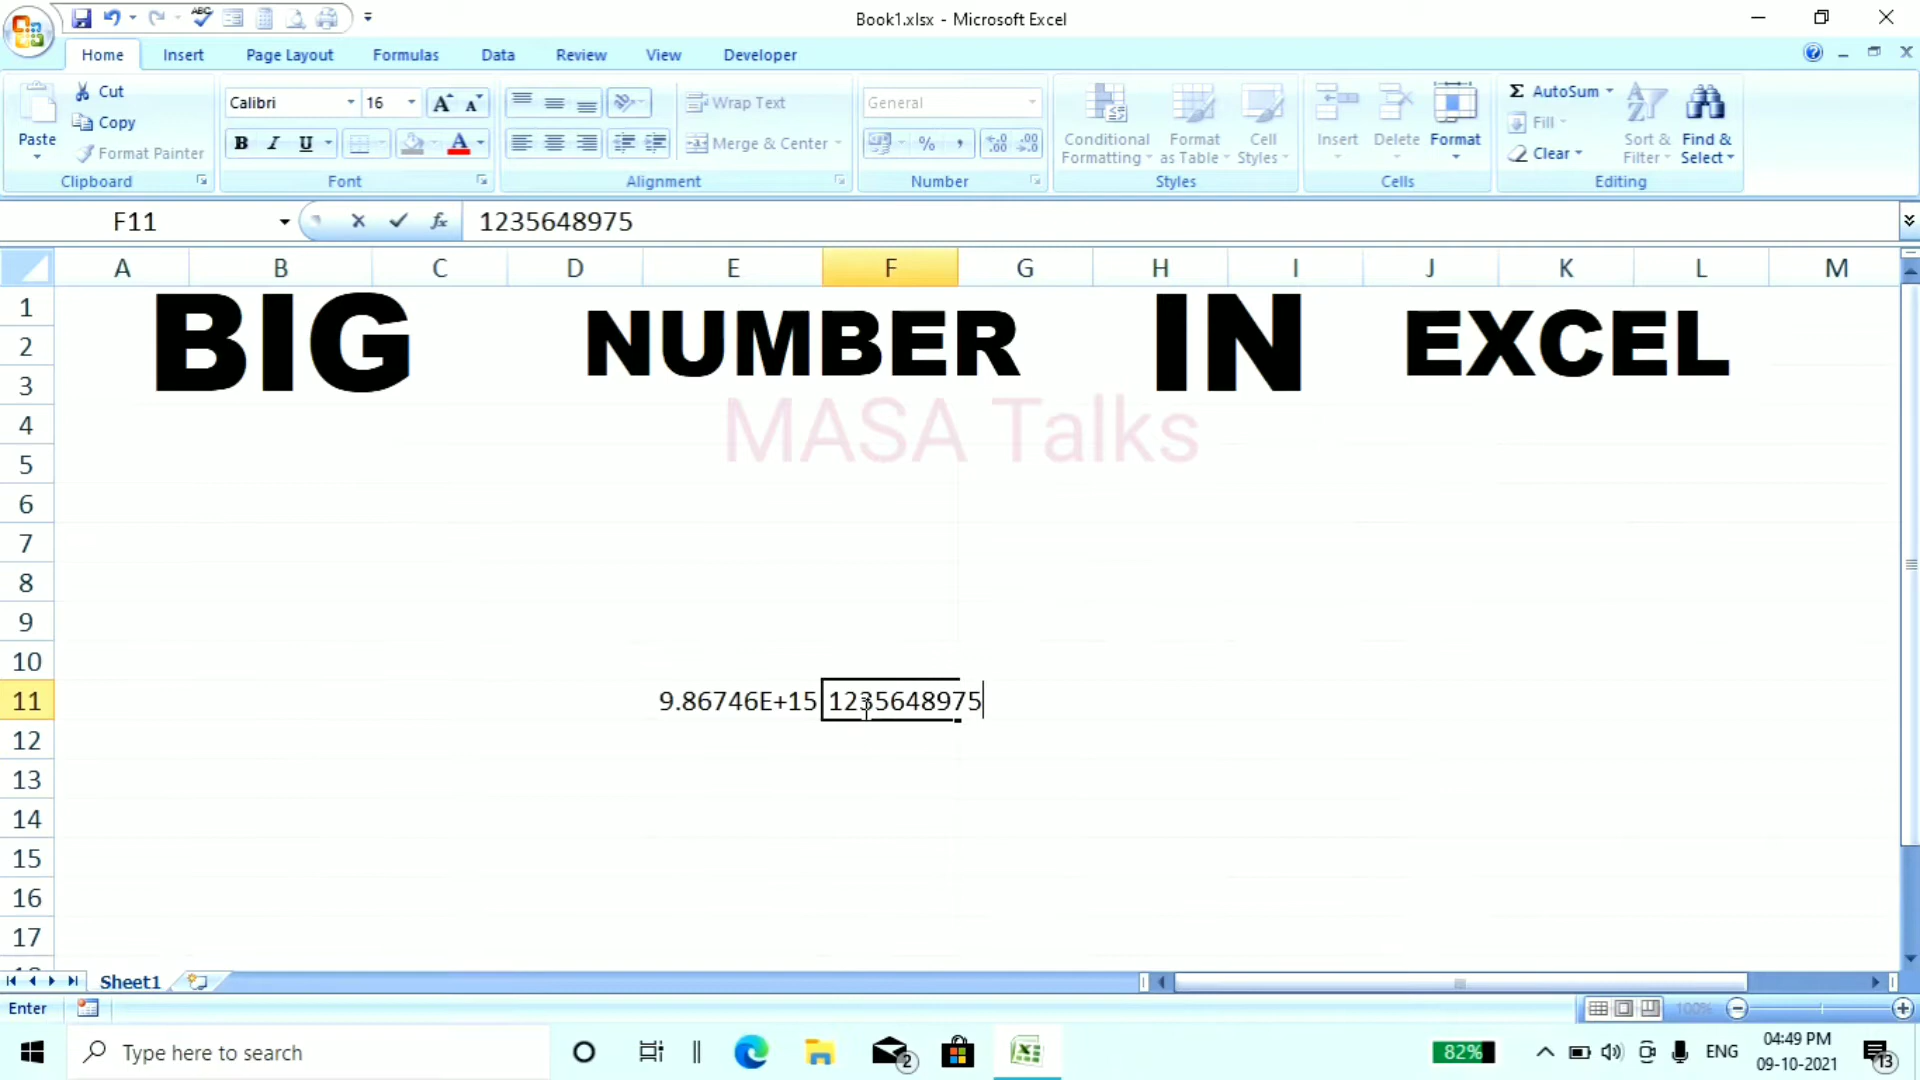 Book1.xlsx - Microsoft Excel
Home Insert Page Layout Formulas Data Review View Developer
Paste
Cut
Copy
Format Painter
Clipboard
Calibri 16
B I U A
Font
Wrap Text
Merge & Center
Alignment
General
% ,
Number
Conditional Formatting
Format as Table
Cell Styles
Styles
Insert Delete Format
Cells
Σ AutoSum
Fill
Clear
Sort & Filter
Find & Select
Editing
F11 fx 1235648975
A B C D E F G H I J K L M
1
2
3
4
5
6
7
8
9
10
11
12
13
14
15
16
17
BIG NUMBER IN EXCEL
MASA Talks
9.86746E+15 1235648975
Sheet1
Enter 100%
Type here to search
2
82% ENG
04:49 PM
09-10-2021
13